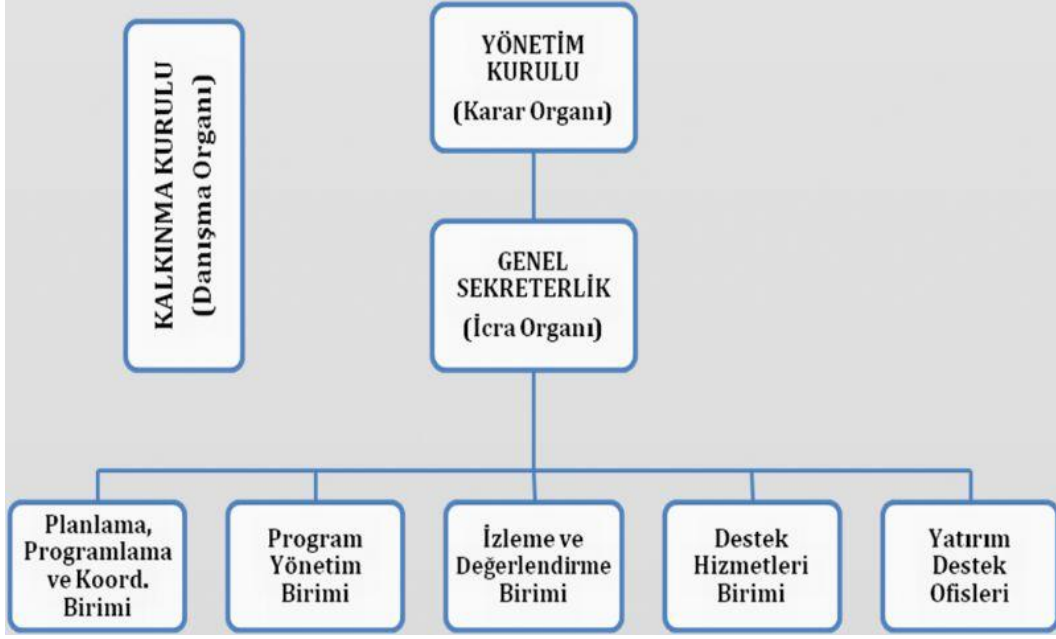 KALKINMA KURULU
(Danışma Organı)
YÖNETİM
KURULU
(Karar Organı)
GENEL
SEKRETERLİK
(İcra Organı)
Planlama,
Programlama
ve Koord.
Birimi
Program
Yönetim
Birimi
İzleme ve
Değerlendirme
Birimi
Destek
Hizmetleri
Birimi
Yatırım
Destek
Ofisleri